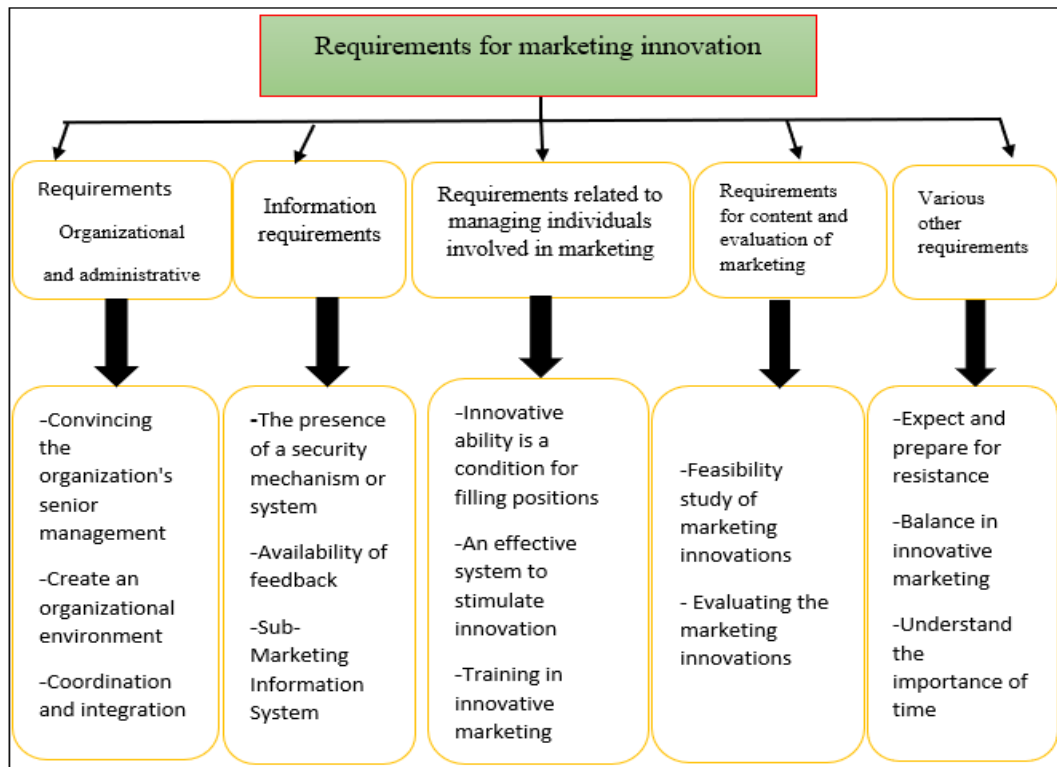 Requirements for marketing innovation
Requirements
Organizational
and administrative
Information
requirements
Requirements related to
managing individuals
involved in marketing
Requirements
for content and
evaluation of
marketing
Various
other
requirements
-Convincing
the
organization's
senior
management
-Create an
organizational
environment
-Coordination
and integration
-The presence
of a security
mechanism or
system
-Availability of
feedback
-Sub-
Marketing
Information
System
-Innovative
ability is a
condition for
filling positions
-An effective
system to
stimulate
innovation
-Training in
innovative
marketing
-Feasibility
study of
marketing
innovations
- Evaluating the
marketing
innovations
-Expect and
prepare for
resistance
-Balance in
innovative
marketing
-Understand
the
importance of
time